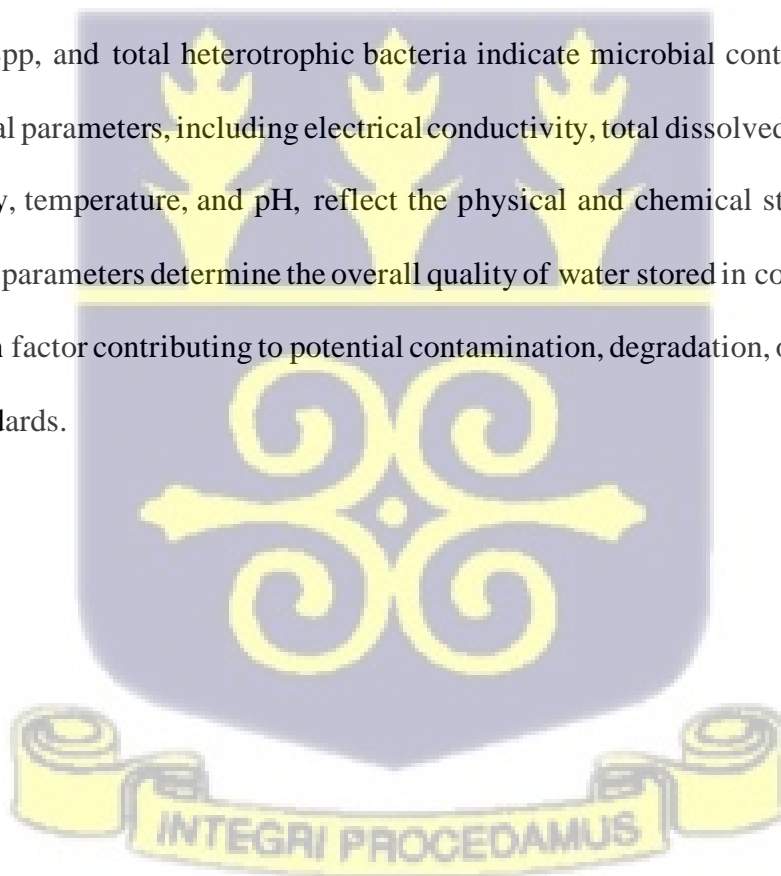 pp, and total heterotrophic bacteria indicate microbial cont
al parameters, including electrical conductivity, total dissolved
y, temperature, and pH, reflect the physical and chemical st
parameters determine the overall quality of water stored in co
n factor contributing to potential contamination, degradation, o
dards.
INTEGRI PROCEDAMUS